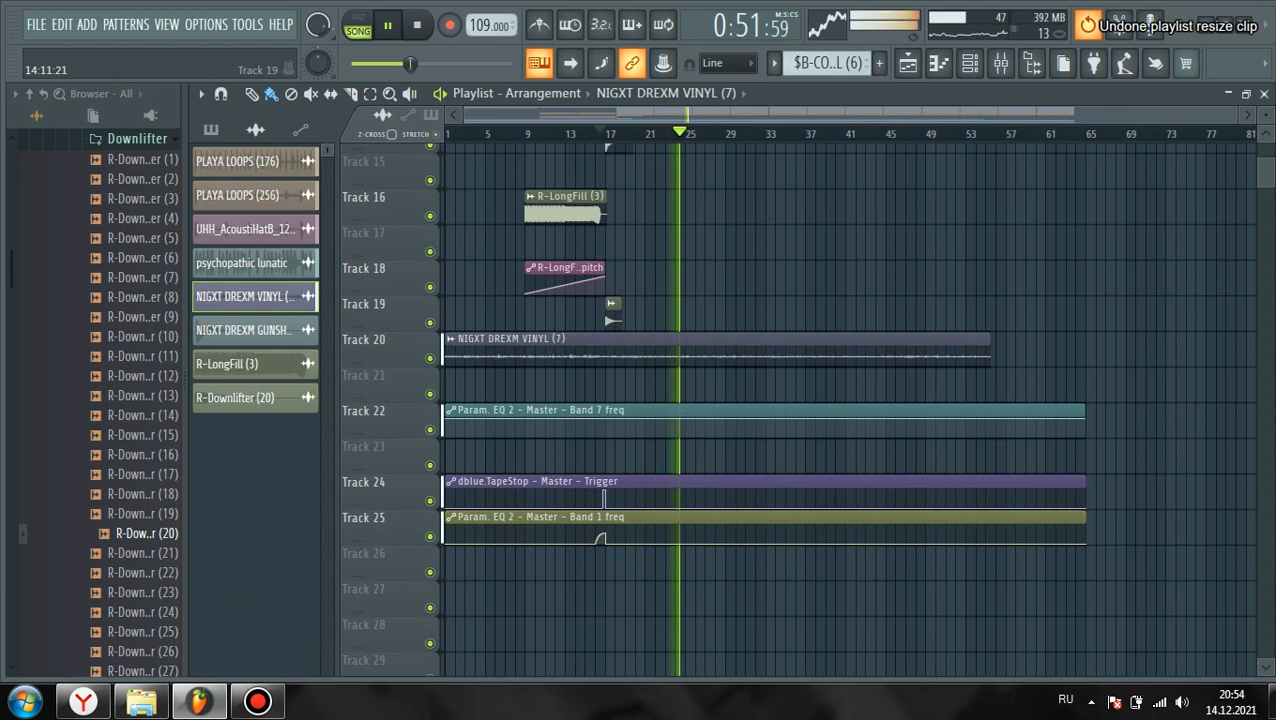 FILE EDIT ADD PATTERNS VIEW OPTIONS TOOLS HELP
PAT
SONG
109.000
3.2.
0:51:59
M:S:CS
47
392 MB
13
Undone playlist resize clip
14:11:21
Track 19
Line
$B-CO...L (6)
Browser - All
Playlist - Arrangement
NIGXT DREXM VINYL (7)
Z-CROSS
STRETCH
1 5 9 13 17 21 25 29 33 37 41 45 49 53 57 61 65 69 73 77 81
Downlifter
R-Down...er (1)
R-Down...er (2)
R-Down...er (3)
R-Down...er (4)
R-Down...er (5)
R-Down...er (6)
R-Down...er (7)
R-Down...er (8)
R-Down...er (9)
R-Down...r (10)
R-Down...r (11)
R-Down...r (12)
R-Down...r (13)
R-Down...r (14)
R-Down...r (15)
R-Down...r (16)
R-Down...r (17)
R-Down...r (18)
R-Down...r (19)
R-Dow...r (20)
R-Down...r (21)
R-Down...r (22)
R-Down...r (23)
R-Down...r (24)
R-Down...r (25)
R-Down...r (26)
R-Down...r (27)
PLAYA LOOPS (176)
PLAYA LOOPS (256)
UHH_AcoustiHatB_12...
psychopathic lunatic
NIGXT DREXM VINYL (...
NIGXT DREXM GUNSH...
R-LongFill (3)
R-Downlifter (20)
Track 15
Track 16
R-LongFill (3)
Track 17
Track 18
R-LongF..pitch
Track 19
Track 20
NIGXT DREXM VINYL (7)
Track 21
Track 22
Param. EQ 2 - Master - Band 7 freq
Track 23
Track 24
dblue.TapeStop - Master - Trigger
Track 25
Param. EQ 2 - Master - Band 1 freq
Track 26
Track 27
Track 28
Track 29
RU
20:54
14.12.2021